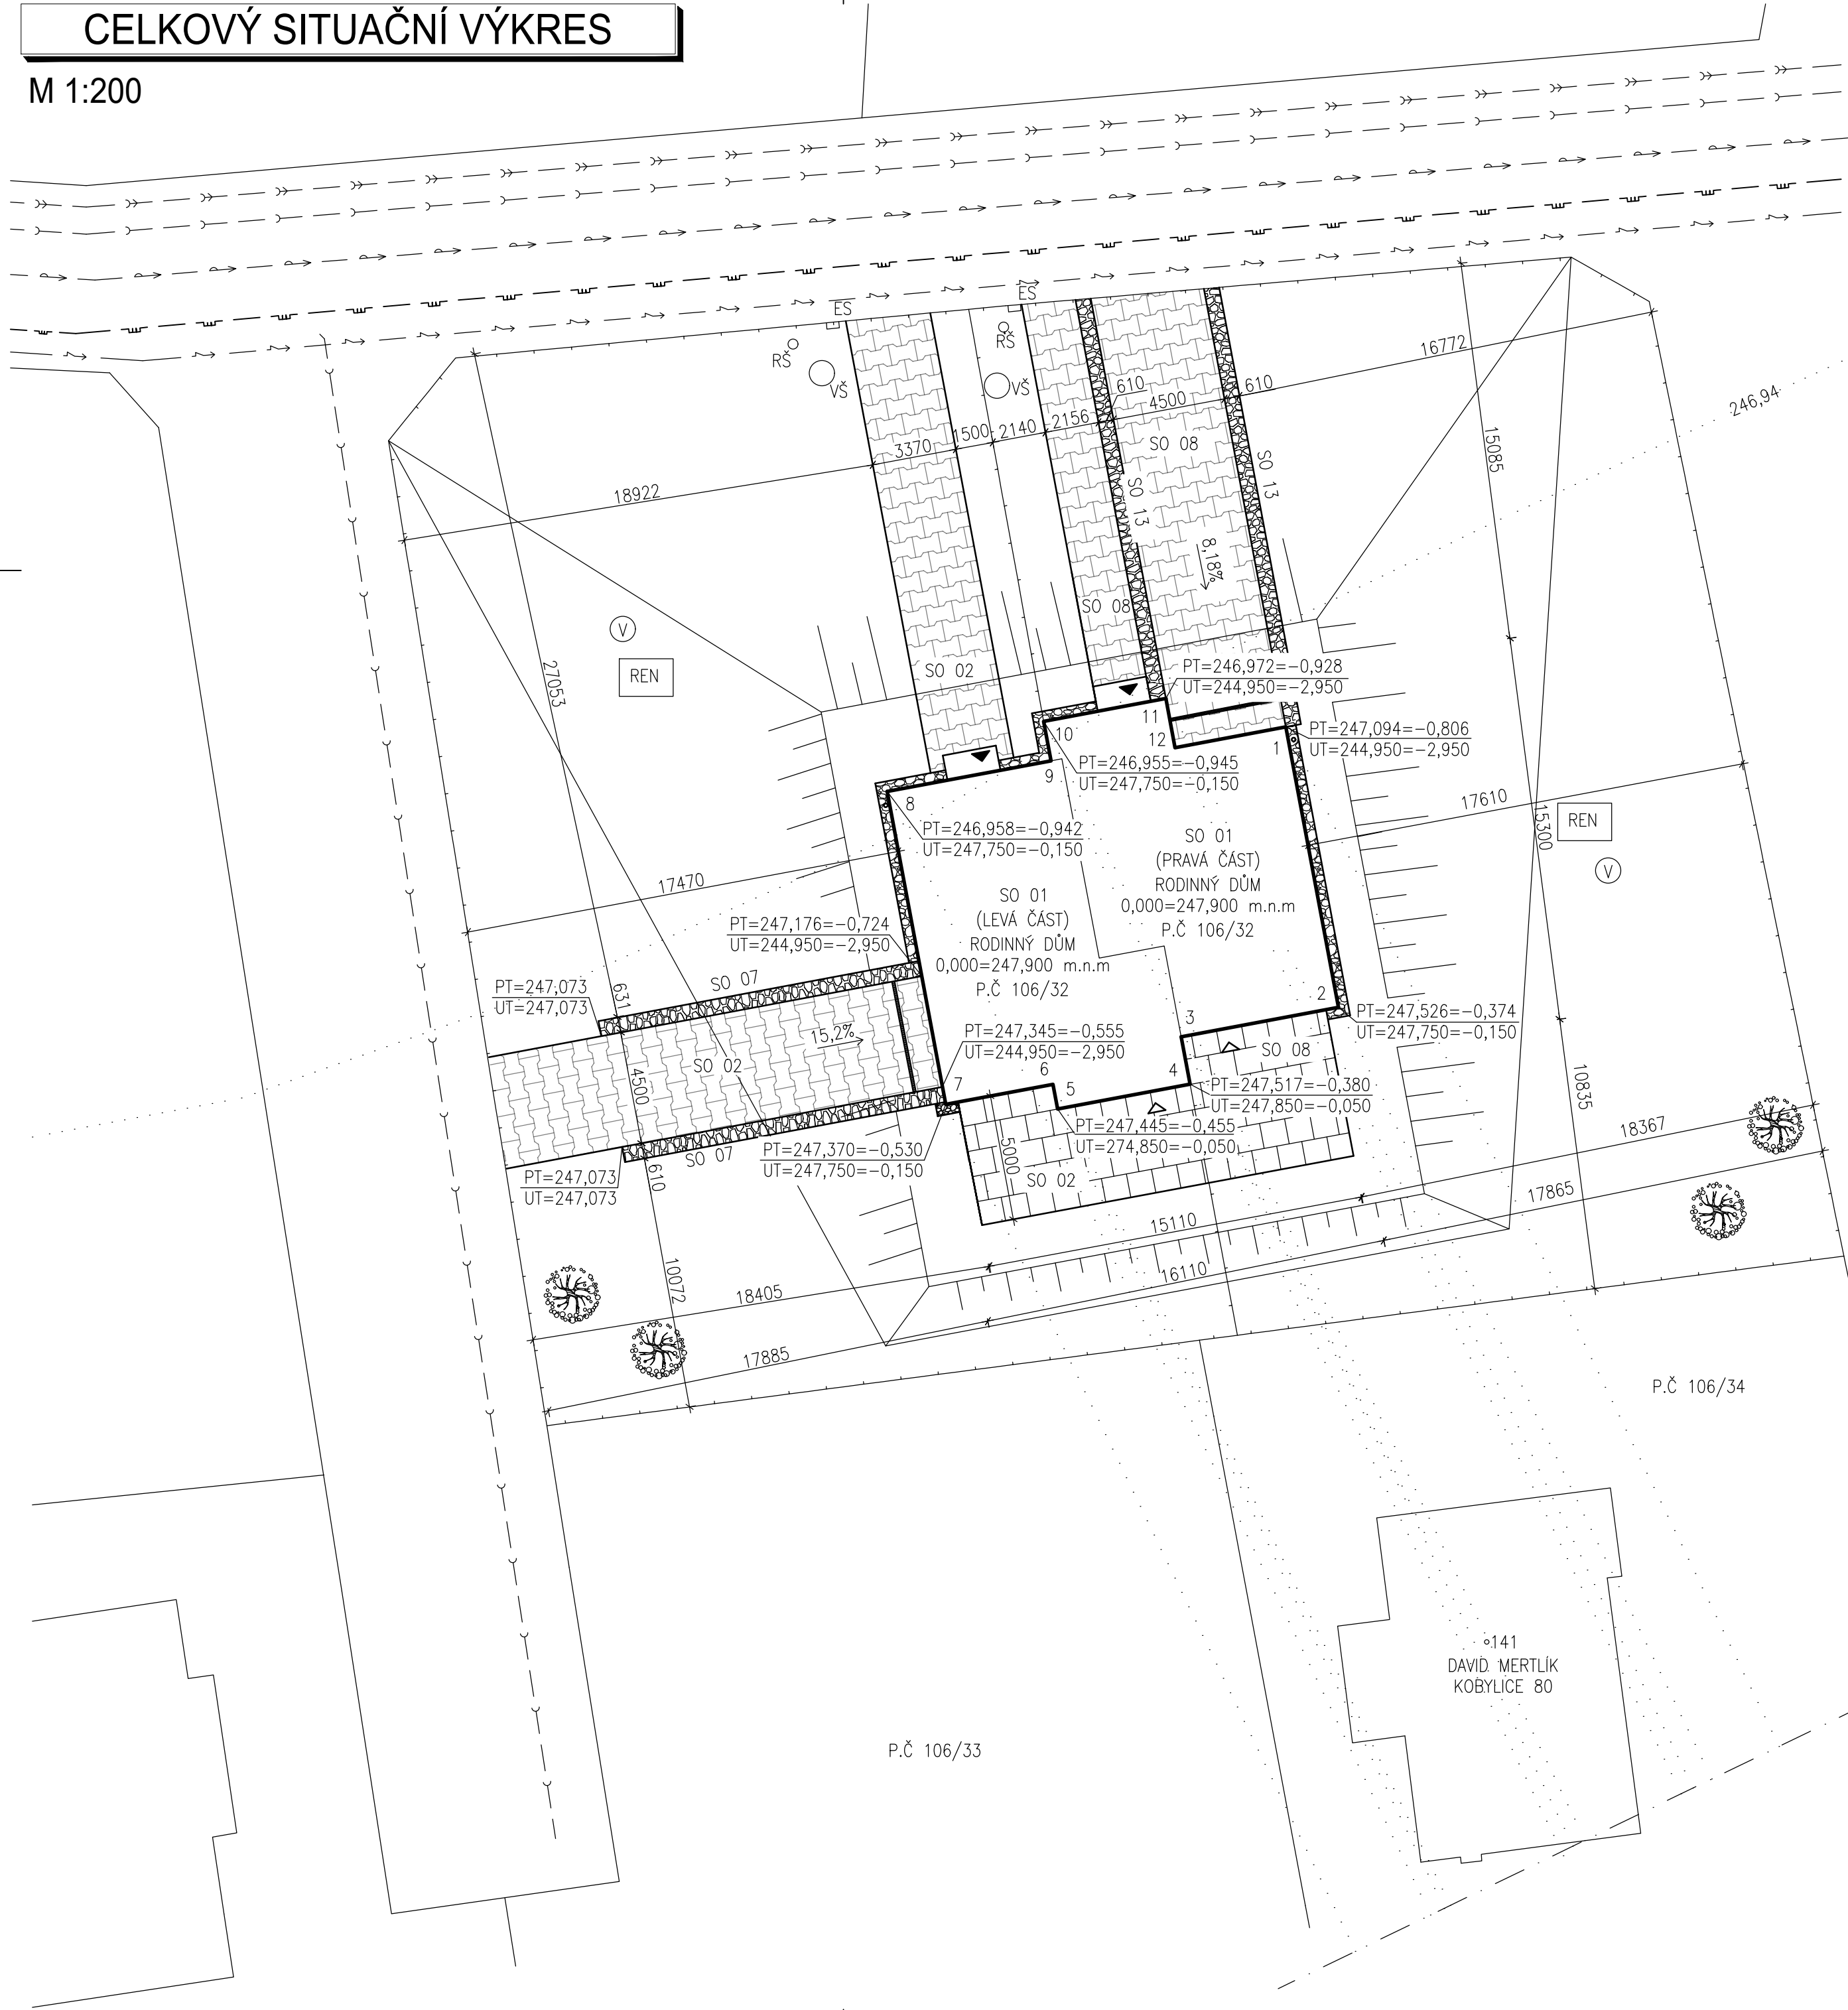 CELKOVÝ SITUAČNÍ VÝKRES
M 1:200
ES
ES
RŠ
RŠ
VŠ
VŠ
16772
610
610
4500
2156
2140
1500
3370
18922
246,94
15085
SO 08
SO 13
SO 13
8,18%
SO 08
SO 02
V
REN
27053
PT=246,972=−0,928
UT=244,950=−2,950
11
12
10
1
9
8
PT=247,094=−0,806
UT=244,950=−2,950
PT=246,955=−0,945
UT=247,750=−0,150
PT=246,958=−0,942
UT=247,750=−0,150
17610
15300
REN
V
SO 01
(PRAVÁ ČÁST)
RODINNÝ DŮM
0,000=247,900 m.n.m
P.Č 106/32
17470
SO 01
(LEVÁ ČÁST)
RODINNÝ DŮM
0,000=247,900 m.n.m
P.Č 106/32
PT=247,176=−0,724
UT=244,950=−2,950
PT=247,073
UT=247,073
631
SO 07
15,2%
SO 02
4500
2
3
PT=247,526=−0,374
UT=247,750=−0,150
PT=247,345=−0,555
UT=244,950=−2,950
SO 08
4
6
5
7
PT=247,517=−0,380
UT=247,850=−0,050
10835
PT=247,445=−0,455
UT=274,850=−0,050
5000
SO 02
PT=247,370=−0,530
UT=247,750=−0,150
SO 07
610
PT=247,073
UT=247,073
18367
17865
15110
16110
10072
18405
17885
P.Č 106/34
141
DAVID MERTLÍK
KOBYLICE 80
P.Č 106/33